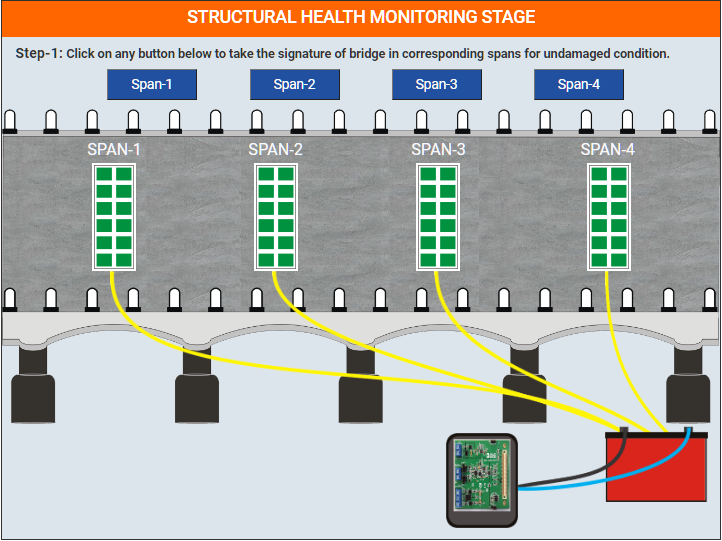 STRUCTURAL HEALTH MONITORING STAGE
Step-1: Click on any button below to take the signature of bridge in corresponding spans for undamaged condition.
Span-1 Span-2 Span-3 Span-4
SPAN-1 SPAN-2 SPAN-3 SPAN-4